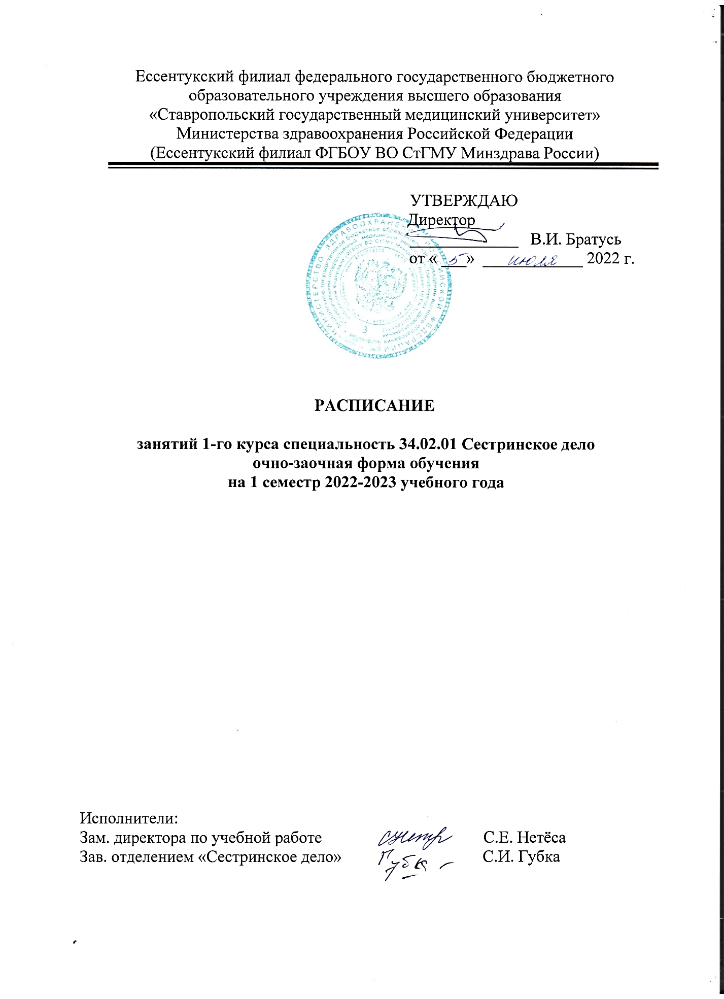 Ессентукский филиал федерального государственного бюджетного
образовательного учреждения высшего образования
«Ставропольский государственный медицинский университет»
Министерства здравоохранения Российской Федерации
(Ессентукский филиал ФГБОУ ВО СтГМУ Минздрава России)
УТВЕРЖДАЮ
Директор
В.И. Братусь
от « 5 » июля 2022 г.
МИНИСТЕРСТВО ЗДРАВООХРАНЕНИЯ РОССИЙСКОЙ ФЕДЕРАЦИИ
3
РАСПИСАНИЕ
занятий 1-го курса специальность 34.02.01 Сестринское дело
очно-заочная форма обучения
на 1 семестр 2022-2023 учебного года
Исполнители:
Зам. директора по учебной работе С.Е. Нетёса
Зав. отделением «Сестринское дело» Губка С.И. Губка